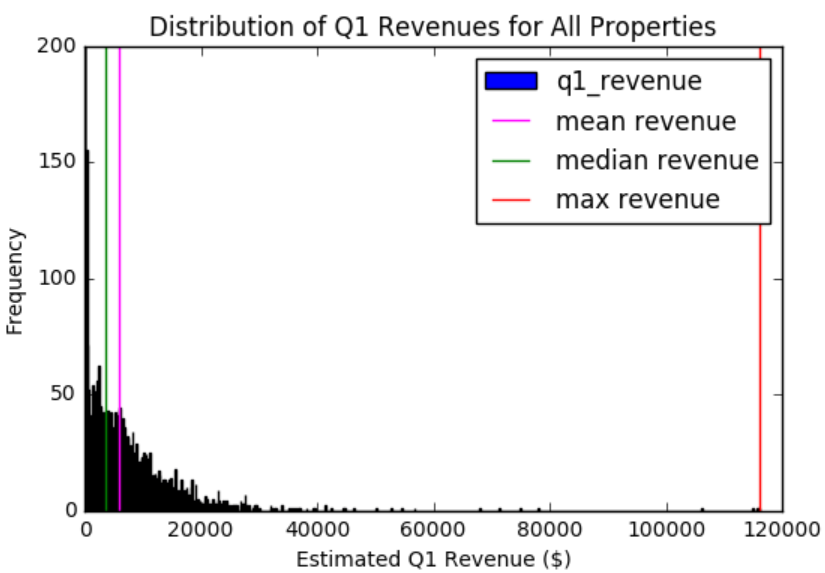 Distribution of Q1 Revenues for All Properties
200
150
100
50
0
Frequency
q1_revenue
mean revenue
median revenue
max revenue
0 20000 40000 60000 80000 100000 120000
Estimated Q1 Revenue ($)